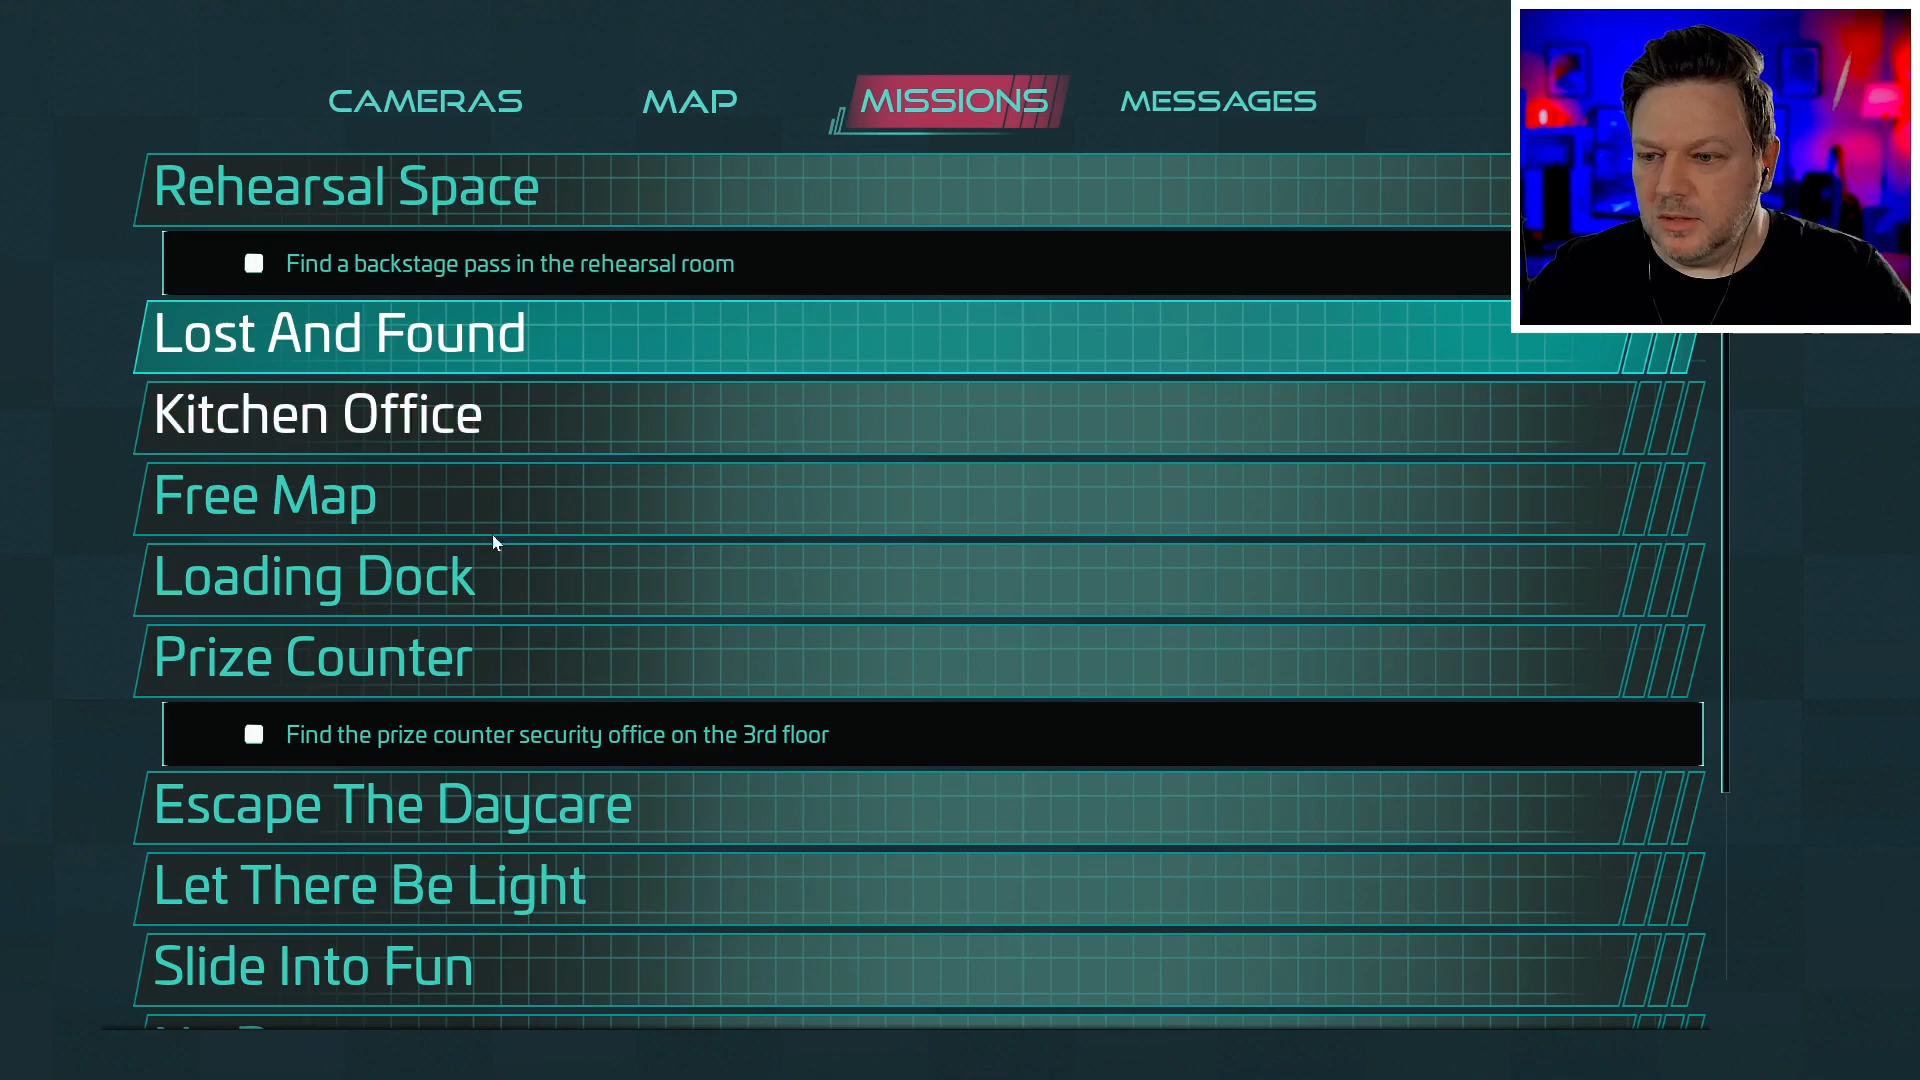 CAMERAS MAP MISSIONS MESSAGES
Rehearsal Space
Find a backstage pass in the rehearsal room
Lost And Found
Kitchen Office
Free Map
Loading Dock
Prize Counter
Find the prize counter security office on the 3rd floor
Escape The Daycare
Let There Be Light
Slide Into Fun